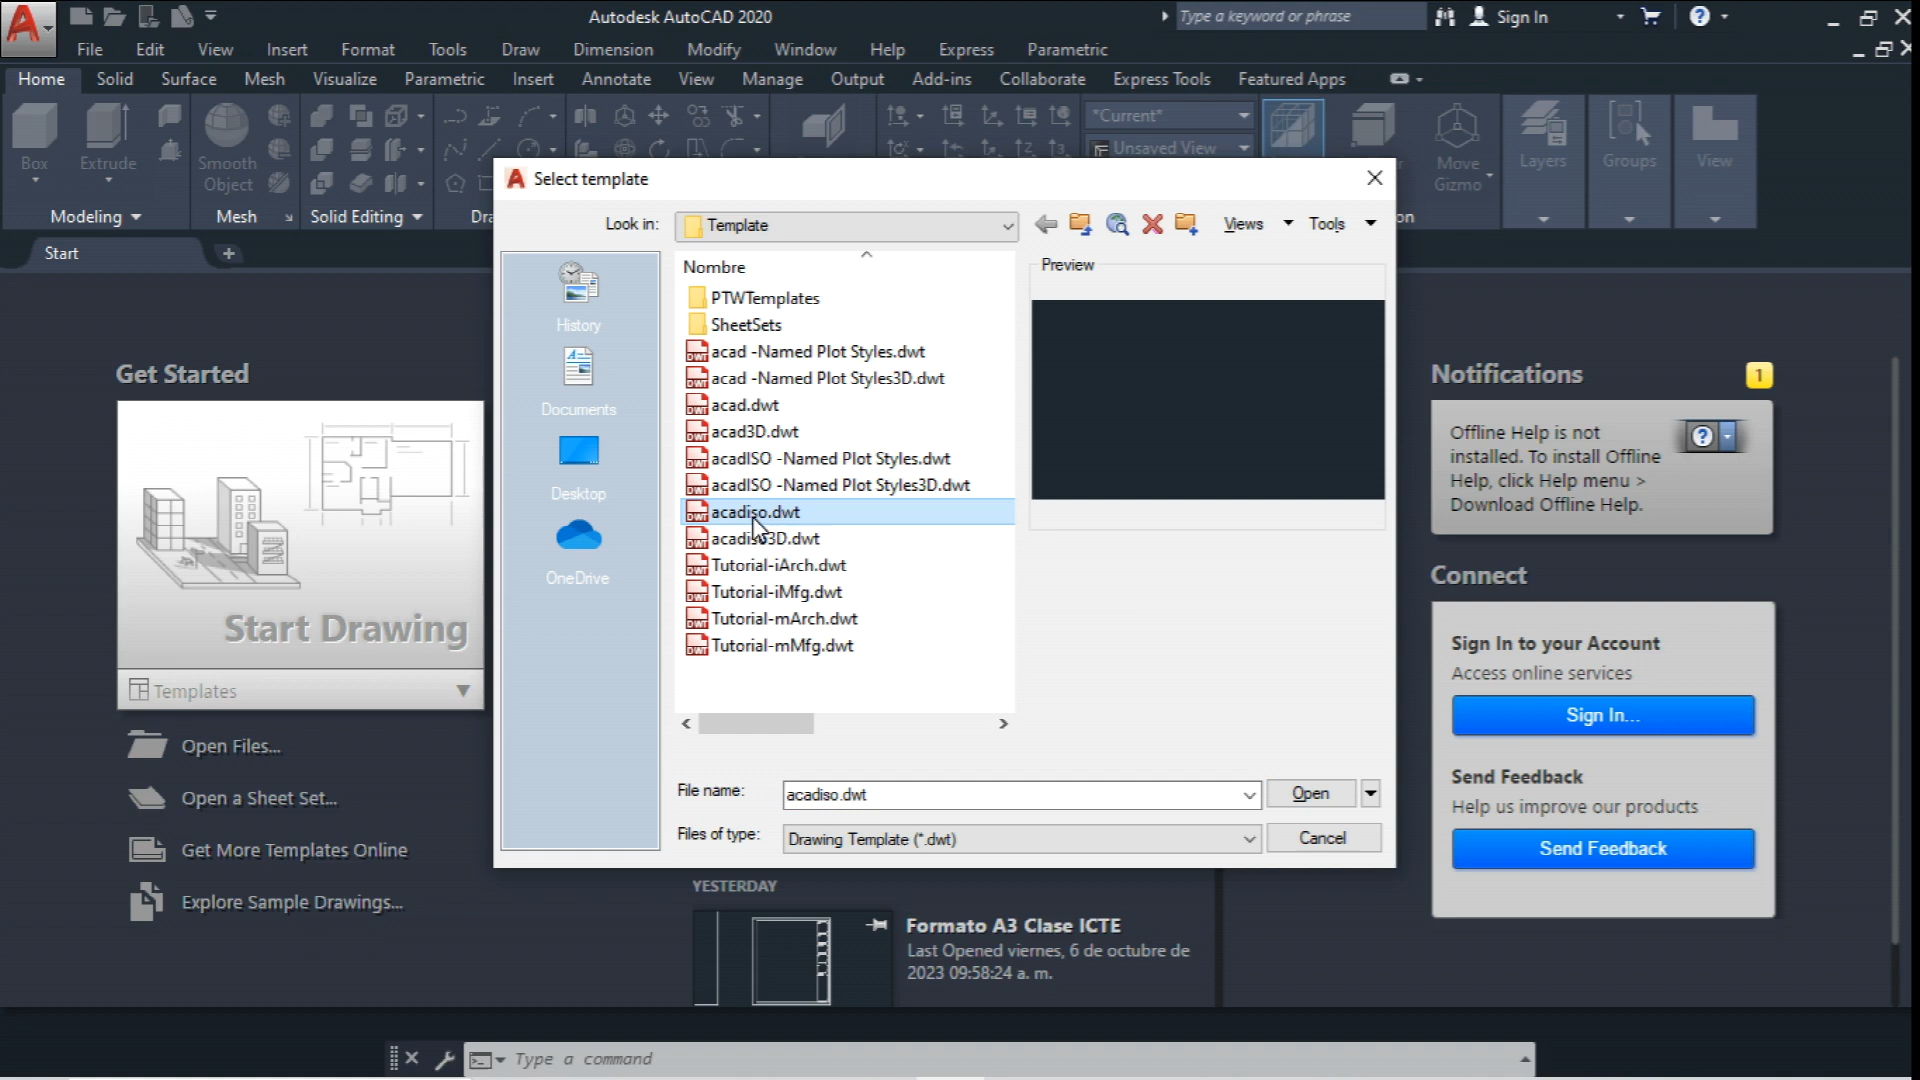 Autodesk AutoCAD 2020
Type a keyword or phrase
Sign In
File Edit View Insert Format Tools Draw Dimension Modify Window Help Express Parametric
Home Solid Surface Mesh Visualize Parametric Insert Annotate View Manage Output Add-ins Collaborate Express Tools Featured Apps
*Current*
Unsaved View
Box
Extrude
Smooth
Object
Move
Gizmo
Layers
Groups
View
Modeling
Mesh
Solid Editing
Start
Select template
Look in:
Template
Views
Tools
History
Documents
Desktop
OneDrive
Nombre
PTWTemplates
SheetSets
acad -Named Plot Styles.dwt
acad -Named Plot Styles3D.dwt
acad.dwt
acad3D.dwt
acadISO -Named Plot Styles.dwt
acadISO -Named Plot Styles3D.dwt
acadiso.dwt
acadiso3D.dwt
Tutorial-iArch.dwt
Tutorial-iMfg.dwt
Tutorial-mArch.dwt
Tutorial-mMfg.dwt
Preview
File name:
acadiso.dwt
Open
Files of type:
Drawing Template (*.dwt)
Cancel
Get Started
Start Drawing
Templates
Open Files...
Open a Sheet Set...
Get More Templates Online
Explore Sample Drawings...
YESTERDAY
Formato A3 Clase ICTE
Last Opened viernes, 6 de octubre de
2023 09:58:24 a. m.
Notifications
1
Offline Help is not
installed. To install Offline
Help, click Help menu >
Download Offline Help.
Connect
Sign In to your Account
Access online services
Sign In...
Send Feedback
Help us improve our products
Send Feedback
Type a command